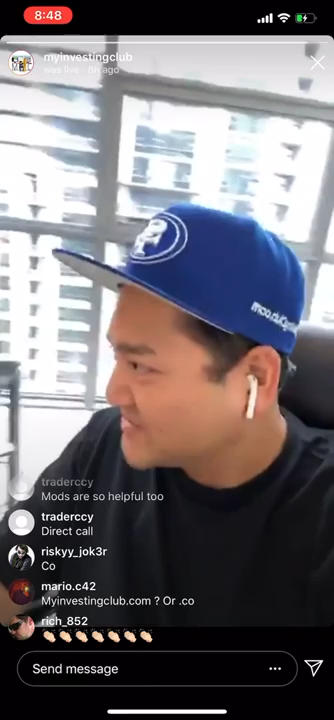 8:48
myinvestingclub
was live · 8h ago
traderccy
Mods are so helpful too
traderccy
Direct call
riskyy_jok3r
Co
mario.c42
Myinvestingclub.com ? Or .co
rich_852
👏🏻👏🏻👏🏻👏🏻👏🏻👏🏻👏🏻
Send message